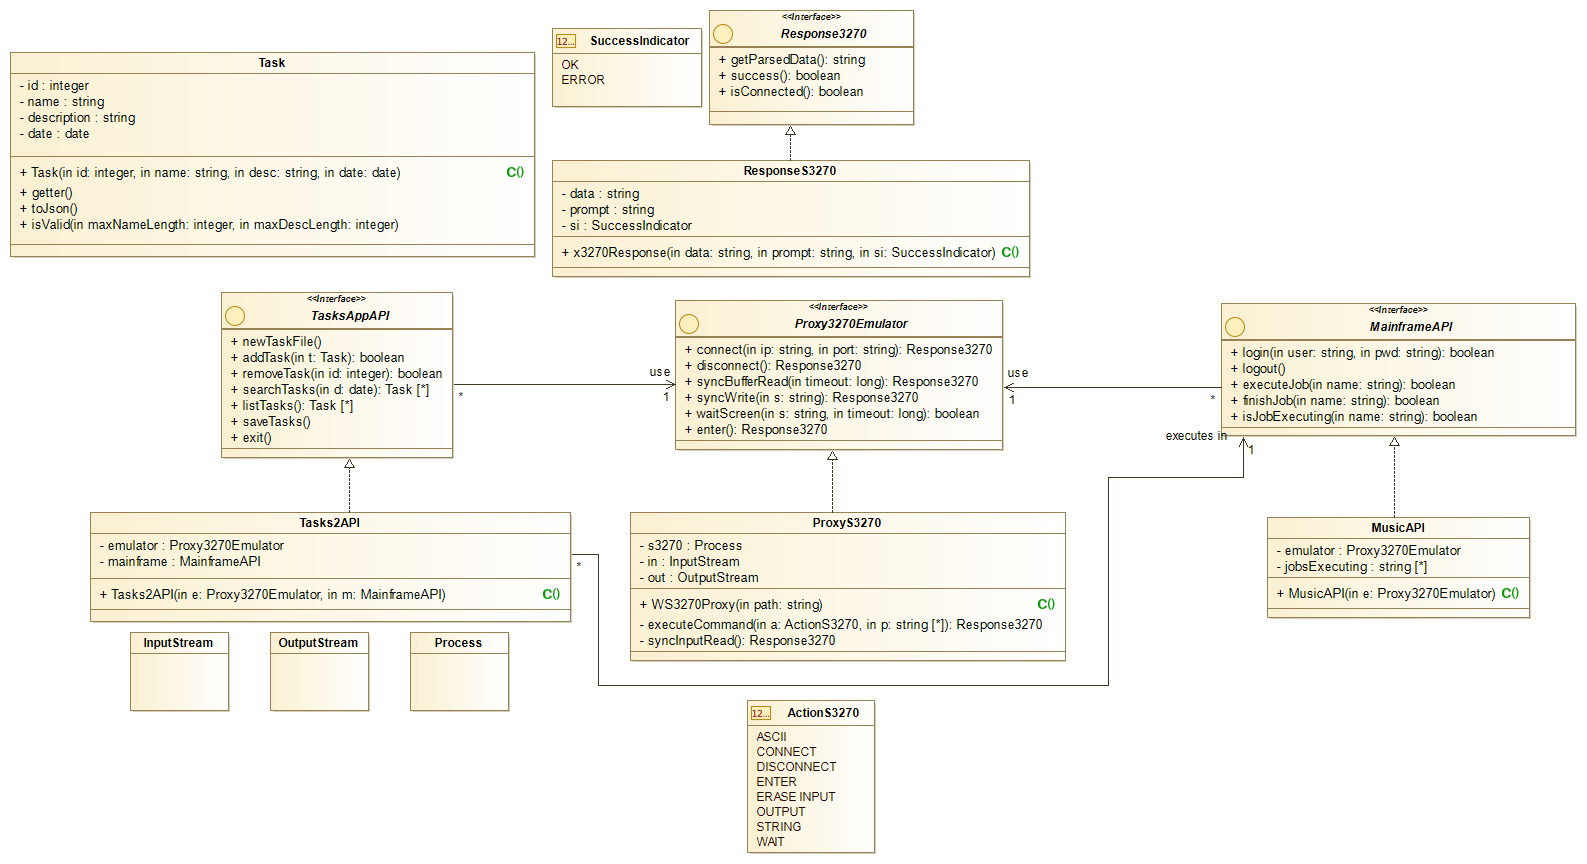 Task
- id : integer
- name : string
- description : string
- date : date
+ Task(in id: integer, in name: string, in desc: string, in date: date) C()
+ getter()
+ toJson()
+ isValid(in maxNameLength: integer, in maxDescLength: integer)
12... SuccessIndicator
OK
ERROR
<<Interface>>
Response3270
+ getParsedData(): string
+ success(): boolean
+ isConnected(): boolean
ResponseS3270
- data : string
- prompt : string
- si : SuccessIndicator
+ x3270Response(in data: string, in prompt: string, in si: SuccessIndicator) C()
<<Interface>>
TasksAppAPI
+ newTaskFile()
+ addTask(in t: Task): boolean
+ removeTask(in id: integer): boolean
+ searchTasks(in d: date): Task [*]
+ listTasks(): Task [*]
+ saveTasks()
+ exit()
use
*
1
<<Interface>>
Proxy3270Emulator
+ connect(in ip: string, in port: string): Response3270
+ disconnect(): Response3270
+ syncBufferRead(in timeout: long): Response3270
+ syncWrite(in s: string): Response3270
+ waitScreen(in s: string, in timeout: long): boolean
+ enter(): Response3270
use
1
*
<<Interface>>
MainframeAPI
+ login(in user: string, in pwd: string): boolean
+ logout()
+ executeJob(in name: string): boolean
+ finishJob(in name: string): boolean
+ isJobExecuting(in name: string): boolean
executes in
1
Tasks2API
- emulator : Proxy3270Emulator
- mainframe : MainframeAPI
+ Tasks2API(in e: Proxy3270Emulator, in m: MainframeAPI) C()
*
ProxyS3270
- s3270 : Process
- in : InputStream
- out : OutputStream
+ WS3270Proxy(in path: string) C()
- executeCommand(in a: ActionS3270, in p: string [*]): Response3270
- syncInputRead(): Response3270
MusicAPI
- emulator : Proxy3270Emulator
- jobsExecuting : string [*]
+ MusicAPI(in e: Proxy3270Emulator) C()
InputStream
OutputStream
Process
12... ActionS3270
ASCII
CONNECT
DISCONNECT
ENTER
ERASE INPUT
OUTPUT
STRING
WAIT